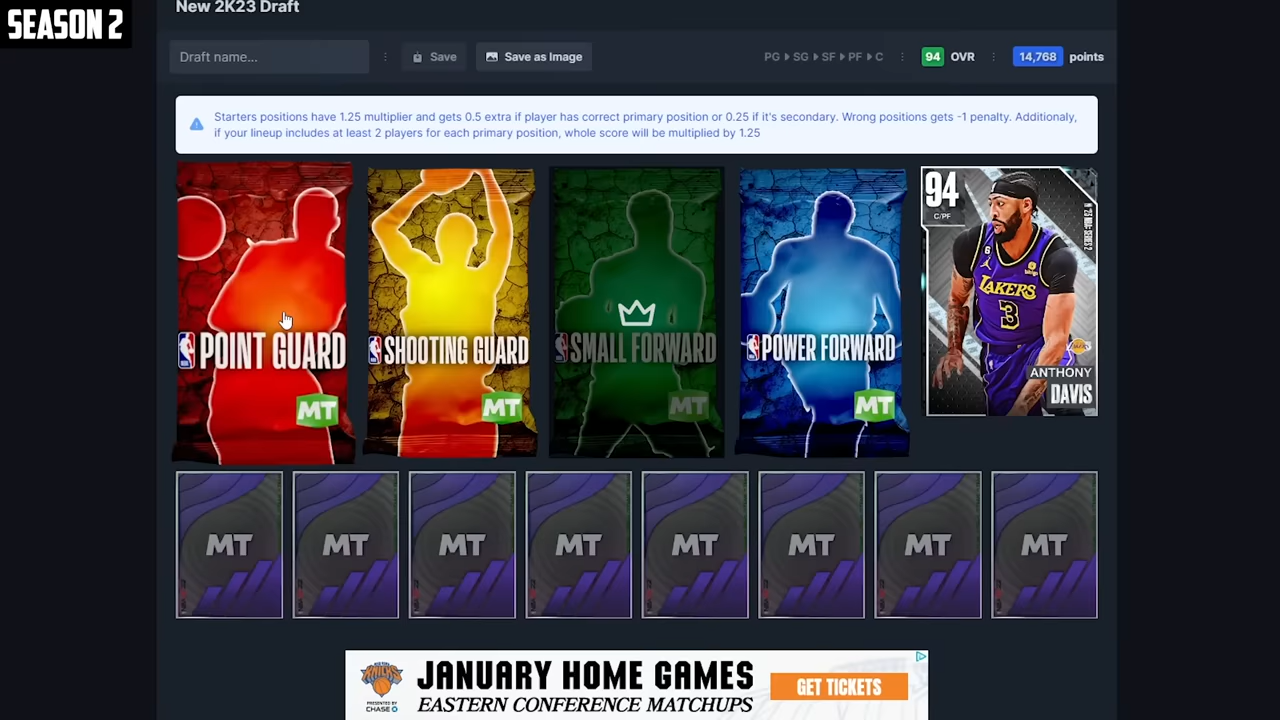 SEASON 2
New 2K23 Draft
Draft name...
Save
Save as Image
PG SG SF PF C
94 OVR
14,768 points
Starters positions have 1.25 multiplier and gets 0.5 extra if player has correct primary position or 0.25 if it's secondary. Wrong positions gets -1 penalty. Additionaly,
if your lineup includes at least 2 players for each primary position, whole score will be multiplied by 1.25
POINT GUARD
MT
SHOOTING GUARD
MT
SMALL FORWARD
MT
POWER FORWARD
MT
94
C/PF
LAKERS
3
ANTHONY
DAVIS
MT
MT
MT
MT
MT
MT
MT
MT
PRESENTED BY
CHASE
JANUARY HOME GAMES
EASTERN CONFERENCE MATCHUPS
GET TICKETS